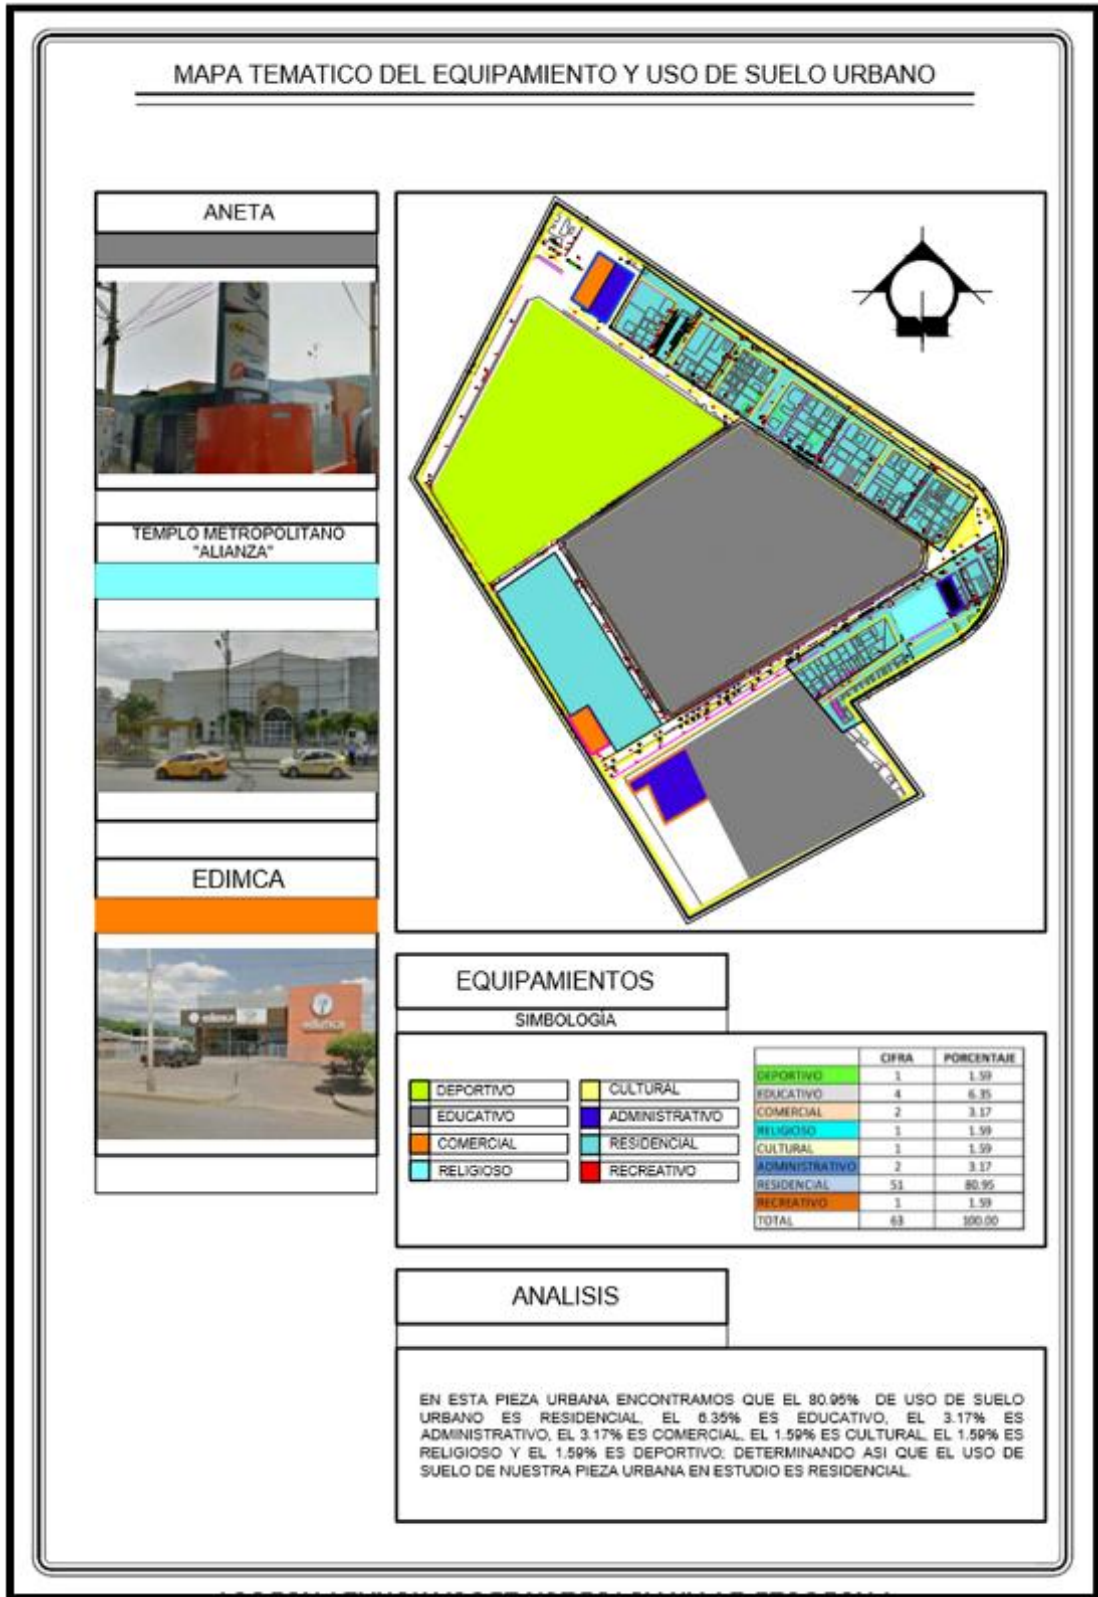 MAPA TEMATICO DEL EQUIPAMIENTO Y USO DE SUELO URBANO
ANETA
TEMPLO METROPOLITANO
"ALIANZA"
EDIMCA
edimca
edimca
EQUIPAMIENTOS
SIMBOLOGÍA
DEPORTIVO
EDUCATIVO
COMERCIAL
RELIGIOSO
CULTURAL
ADMINISTRATIVO
RESIDENCIAL
RECREATIVO
CIFRA PORCENTAJE
DEPORTIVO 1 1.59
EDUCATIVO 4 6.35
COMERCIAL 2 3.17
RELIGIOSO 1 1.59
CULTURAL 1 1.59
ADMINISTRATIVO 2 3.17
RESIDENCIAL 51 80.95
RECREATIVO 1 1.59
TOTAL 63 100.00
ANALISIS
EN ESTA PIEZA URBANA ENCONTRAMOS QUE EL 80.95% DE USO DE SUELO
URBANO ES RESIDENCIAL, EL 6.35% ES EDUCATIVO, EL 3.17% ES
ADMINISTRATIVO, EL 3.17% ES COMERCIAL, EL 1.59% ES CULTURAL, EL 1.59% ES
RELIGIOSO Y EL 1.59% ES DEPORTIVO; DETERMINANDO ASI QUE EL USO DE
SUELO DE NUESTRA PIEZA URBANA EN ESTUDIO ES RESIDENCIAL.